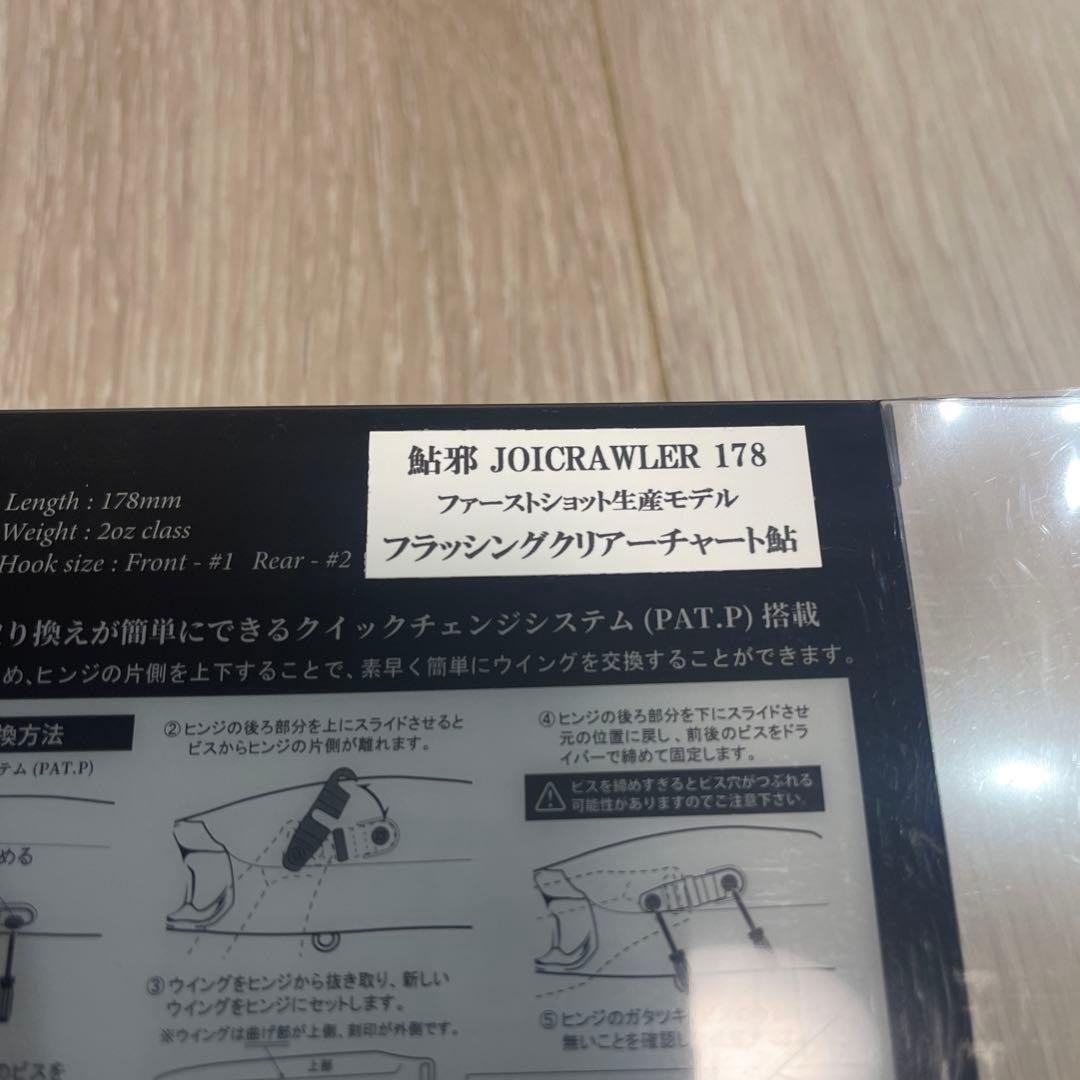 鮎邪 JOICRAWLER 178
ファーストショット生産モデル
フラッシングクリアーチャート鮎
Length : 178mm
Weight : 2oz class
Hook size : Front - #1 Rear - #2
り換えが簡単にできるクイックチェンジシステム (PAT.P) 搭載
め、ヒンジの片側を上下することで、素早く簡単にウイングを交換することができます。
換方法
テム (PAT.P)
める
②ヒンジの後ろ部分を上にスライドさせると
ビスからヒンジの片側が離れます。
③ウイングをヒンジから抜き取り、新しい
ウイングをヒンジにセットします。
※ウイングは曲げ部が上側、刻印が外側です。
上部
のビスを
④ヒンジの後ろ部分を下にスライドさせ
元の位置に戻し、前後のビスをドラ
イバーで締めて固定します。
ビスを締めすぎるとビス穴がつぶれる
可能性がありますのでご注意下さい。
⑤ヒンジのガタツキ
無いことを確認し